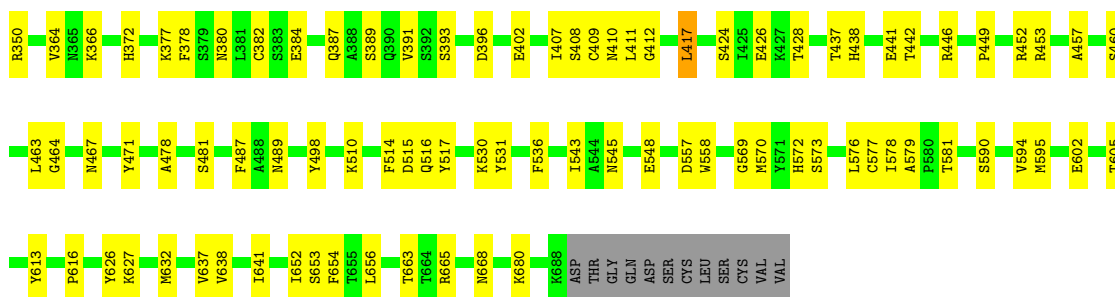 R350 V364 N365 K366 H372 K377 F378 S379 N380 L381 C382 S383 E384 Q387 A388 S389 Q390 V391 S392 S393 D396 E402 I407 S408 C409 N410 L411 G412 L417 S424 I425 E426 K427 T428 T437 H438 E441 T442 R446 P449 R452 R453 A457 S460
L463 G464 N467 Y471 A478 S481 F487 A488 N489 Y498 K510 F514 D515 Q516 Y517 K530 Y531 F536 I543 A544 N545 E548 D557 W558 G569 M570 Y571 H572 S573 L576 C577 I578 A579 P580 T581 S590 V594 M595 E602 T605
Y613 P616 Y626 K627 M632 V637 V638 I641 I652 S653 F654 T655 L656 T663 T664 R665 N668 K680 K688 ASP THR GLY GLN ASP SER CYS LEU SER CYS VAL VAL